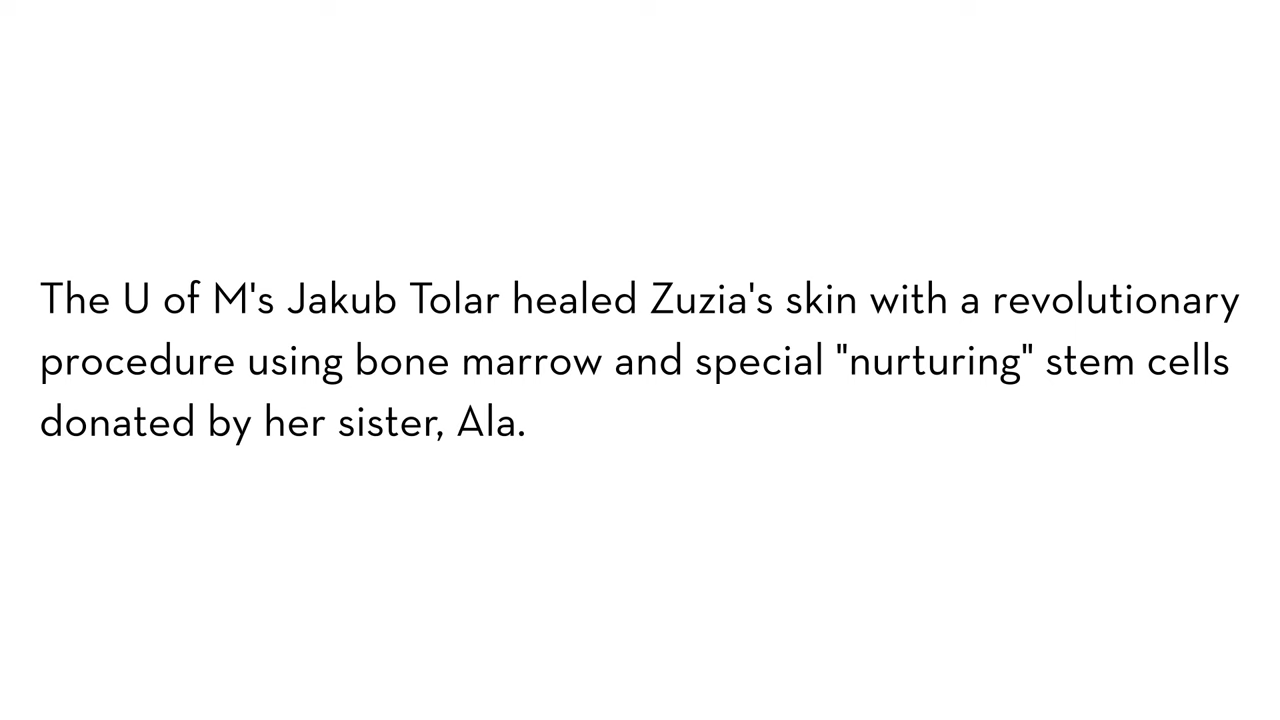 The U of M's Jakub Tolar healed Zuzia's skin with a revolutionary
procedure using bone marrow and special "nurturing" stem cells
donated by her sister, Ala.